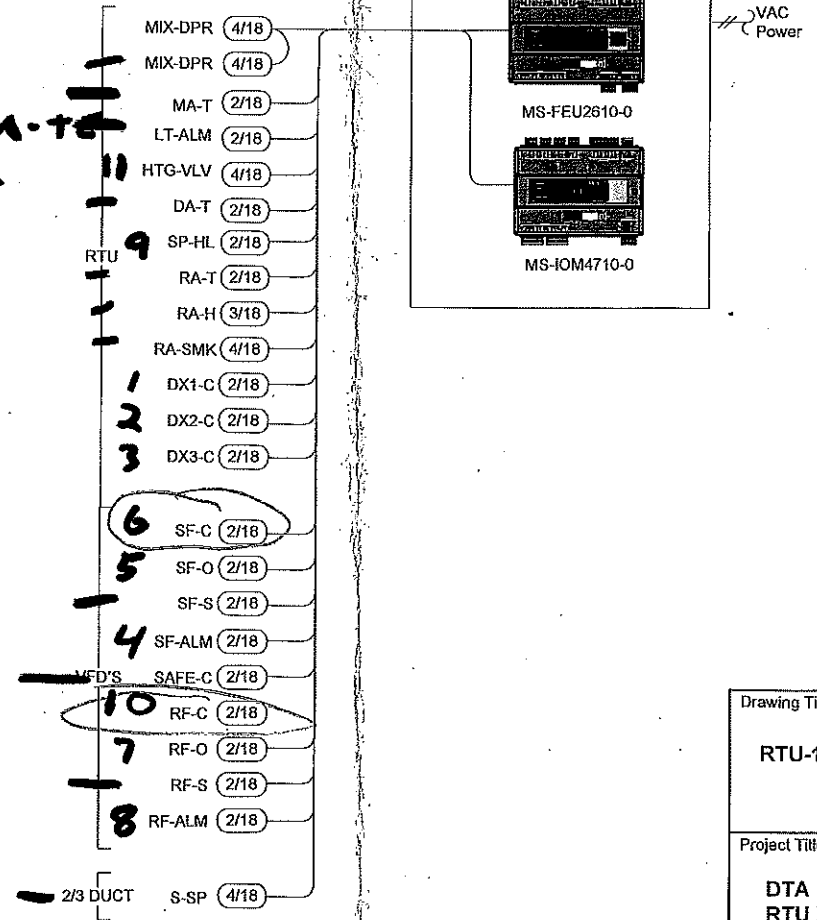 MIX-DPR 4/18
VAC
Power
MIX-DPR 4/18
MA-T 2/18
MS-FEU2610-0
LT-ALM 2/18
11 HTG-VLV 4/18
DA-T 2/18
9 SP-HL 2/18
RTU
MS-IOM4710-0
RA-T 2/18
RA-H 3/18
RA-SMK 4/18
1 DX1-C 2/18
2 DX2-C 2/18
3 DX3-C 2/18
6 SF-C 2/18
5 SF-O 2/18
SF-S 2/18
4 SF-ALM 2/18
VFD'S SAFE-C 2/18
10 RF-C 2/18
7 RF-O 2/18
RF-S 2/18
8 RF-ALM 2/18
2/3 DUCT S-SP 4/18
Drawing Ti
RTU-1
Project Titl
DTA
RTU